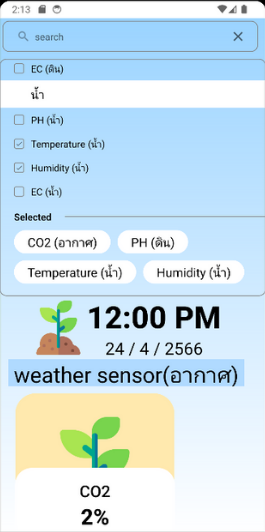 2:13
search
EC (ดิน)
น้ำ
PH (น้ำ)
Temperature (น้ำ)
Humidity (น้ำ)
EC (น้ำ)
Selected
CO2 (อากาศ) PH (ดิน)
Temperature (น้ำ) Humidity (น้ำ)
12:00 PM
24 / 4 / 2566
weather sensor(อากาศ)
CO2
2%